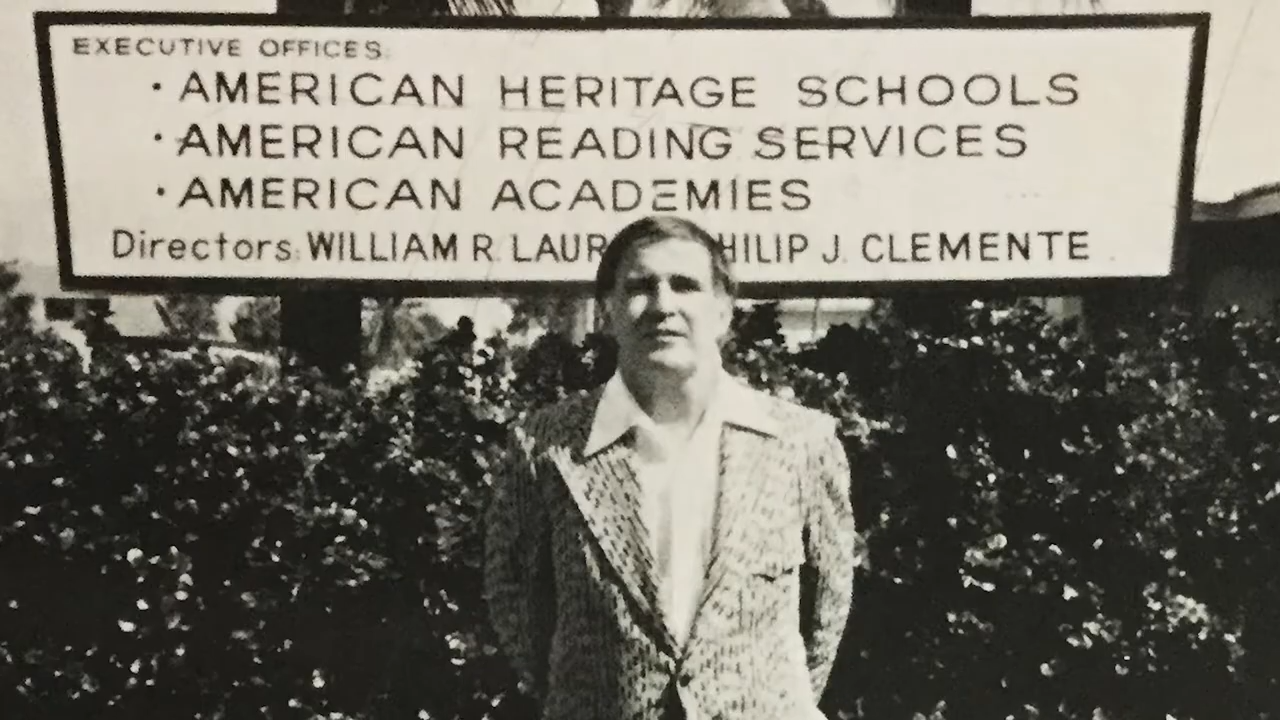 EXECUTIVE OFFICES:
· AMERICAN HERITAGE SCHOOLS
· AMERICAN READING SERVICES
· AMERICAN ACADEMIES
Directors: WILLIAM R. J. CLEMENTE